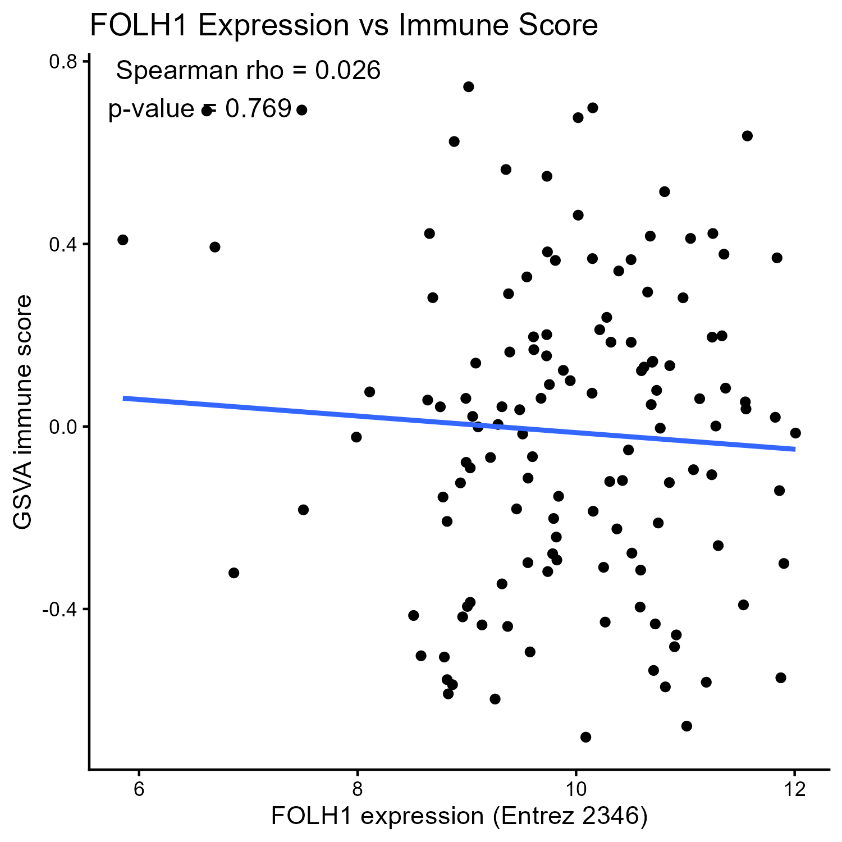 FOLH1 Expression vs Immune Score
Spearman rho = 0.026
p-value = 0.769
0.8
0.4
0.0
-0.4
GSVA immune score
6
8
10
12
FOLH1 expression (Entrez 2346)